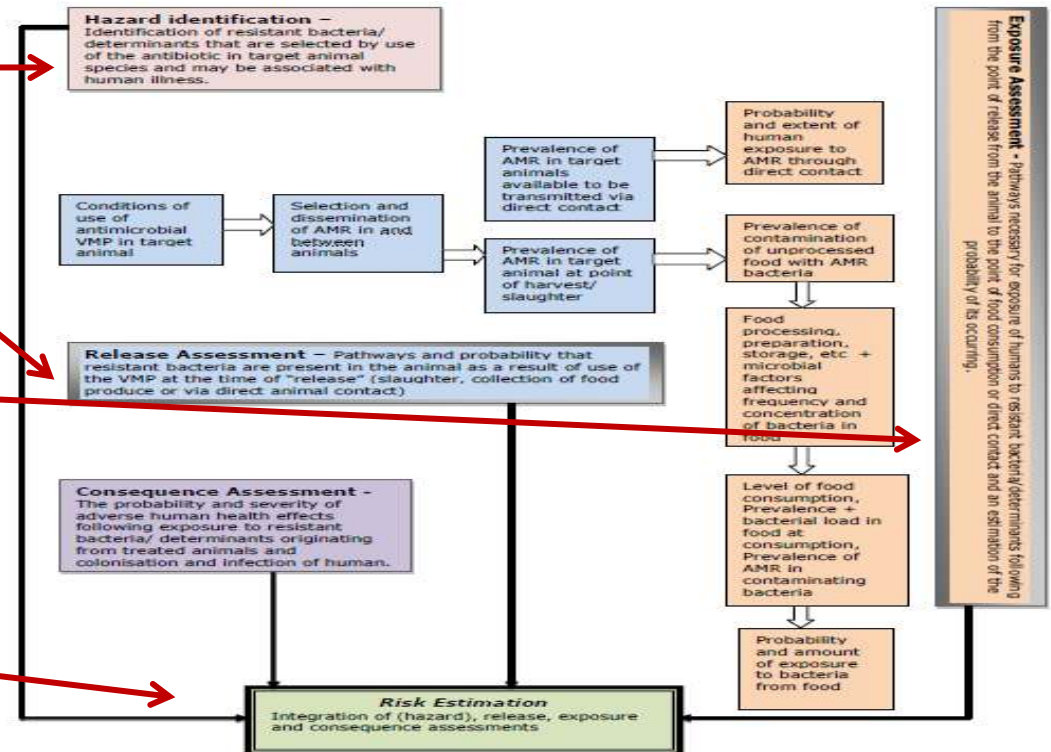 Hazard identification –
Identification of resistant bacteria/
determinants that are selected by use
of the antibiotic in target animal
species and may be associated with
human illness.
Conditions of
use of
antimicrobial
VMP in target
animal
Selection and
dissemination
of AMR in and
between
animals
Prevalence of
AMR in target
animals
available to be
transmitted via
direct contact
Prevalence of
AMR in target
animal at point
of harvest/
slaughter
Probability
and extent of
human
exposure to
AMR through
direct contact
Prevalence of
contamination
of unprocessed
food with AMR
bacteria
Food
processing,
preparation,
storage, etc +
microbial
factors
affecting
frequency and
concentration
of bacteria in
food
Level of food
consumption,
Prevalence +
bacterial load in
food at
consumption,
Prevalence of
AMR in
contaminating
bacteria
Probability
and amount
of exposure
to bacteria
from food
Release Assessment – Pathways and probability that
resistant bacteria are present in the animal as a result of use of
the VMP at the time of "release" (slaughter, collection of food
produce or via direct animal contact)
Consequence Assessment -
The probability and severity of
adverse human health effects
following exposure to resistant
bacteria/ determinants originating
from treated animals and
colonisation and infection of human.
Exposure Assessment - Pathways necessary for exposure of humans to resistant bacteria/determinants following
from the point of release from the animal to the point of food consumption or direct contact and an estimation of the
probability of its occurring.
Risk Estimation
Integration of (hazard), release, exposure
and consequence assessments